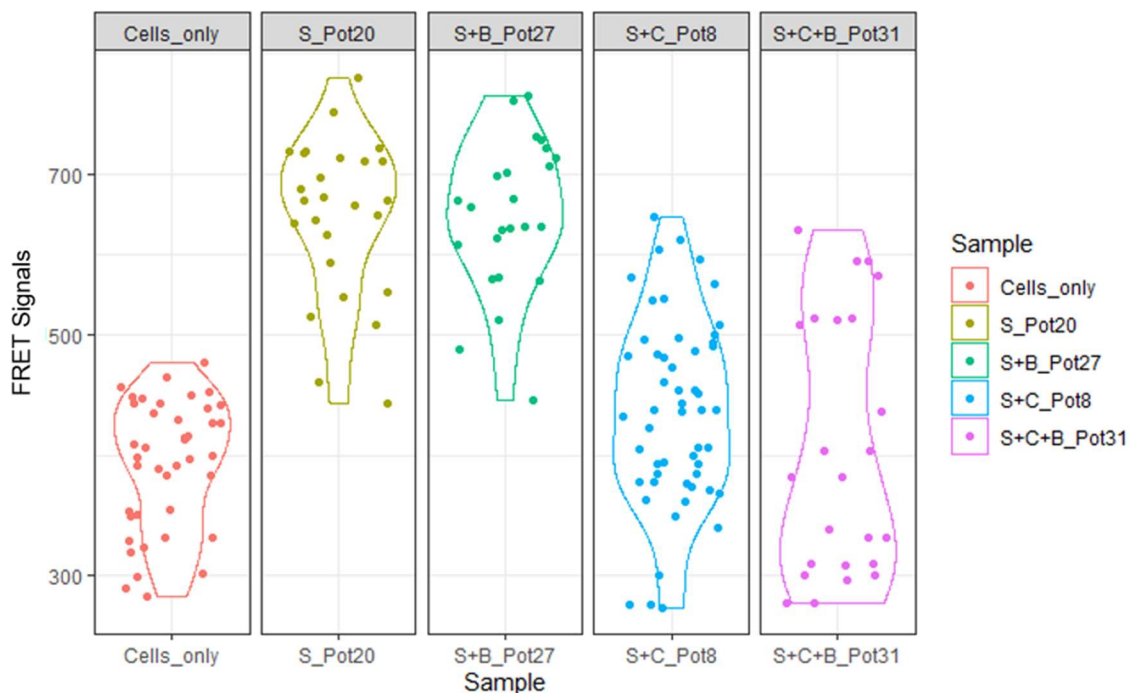 Cells_only
S_Pot20
S+B_Pot27
S+C_Pot8
S+C+B_Pot31
FRET Signals
700
500
300
Cells_only
S_Pot20
S+B_Pot27
S+C_Pot8
S+C+B_Pot31
Sample
Sample
Cells_only
S_Pot20
S+B_Pot27
S+C_Pot8
S+C+B_Pot31